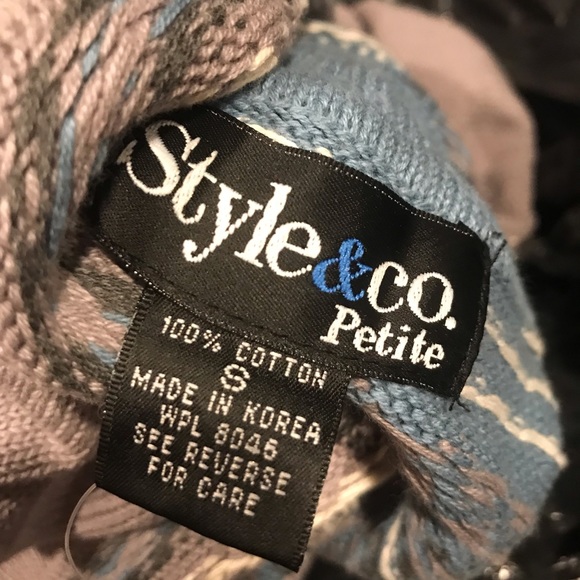 Style&co.
Petite
100% COTTON
S
MADE IN KOREA
WPL 8046
SEE REVERSE
FOR CARE